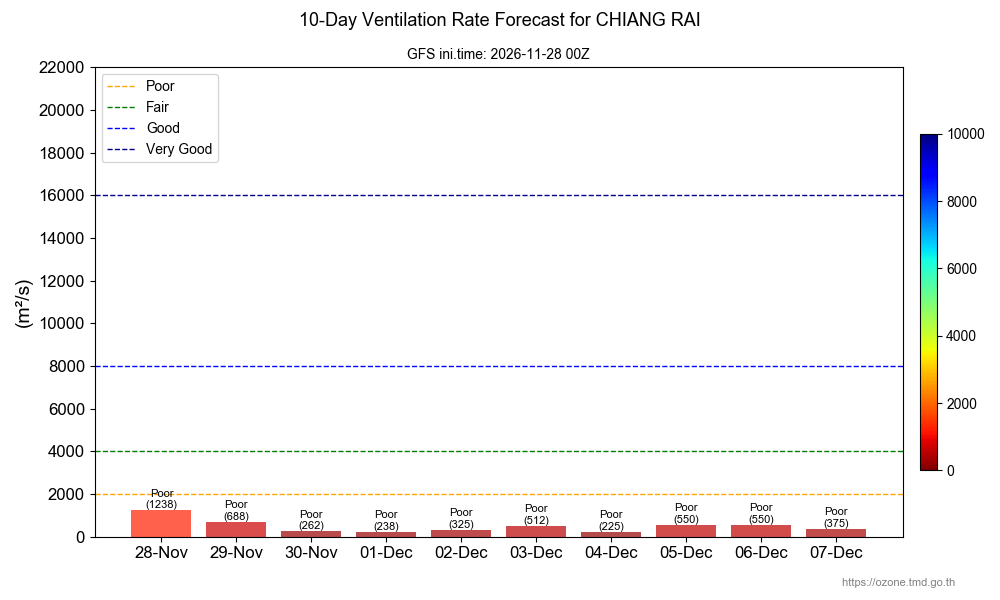 10-Day Ventilation Rate Forecast for CHIANG RAI
GFS ini.time: 2026-11-28 00Z
(m²/s)
22000
20000
18000
16000
14000
12000
10000
8000
6000
4000
2000
0
Poor
Fair
Good
Very Good
Poor
(1238)
Poor
(688)
Poor
(262)
Poor
(238)
Poor
(325)
Poor
(512)
Poor
(225)
Poor
(550)
Poor
(550)
Poor
(375)
28-Nov 29-Nov 30-Nov 01-Dec 02-Dec 03-Dec 04-Dec 05-Dec 06-Dec 07-Dec
10000
8000
6000
4000
2000
0
https://ozone.tmd.go.th